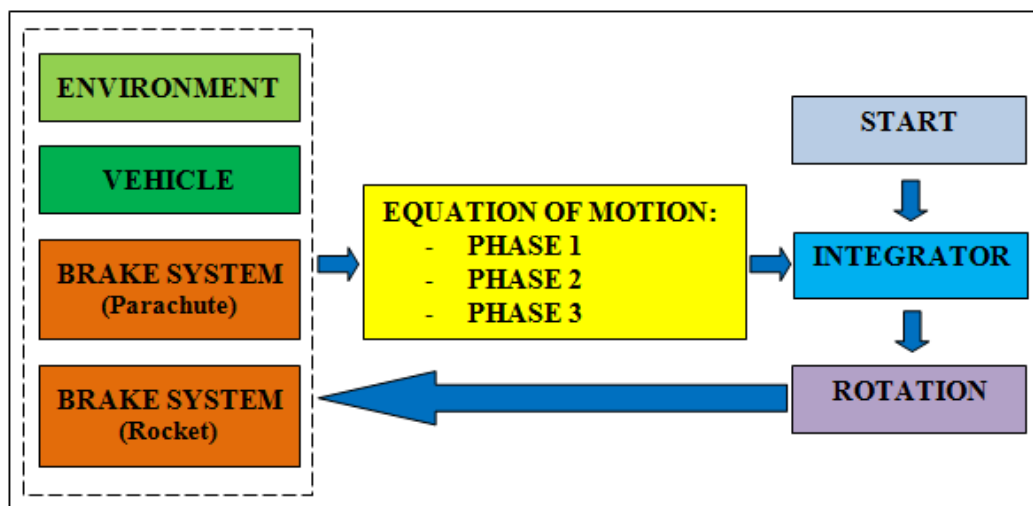 ENVIRONMENT
VEHICLE
BRAKE SYSTEM
(Parachute)
BRAKE SYSTEM
(Rocket)
EQUATION OF MOTION:
- PHASE 1
- PHASE 2
- PHASE 3
START
INTEGRATOR
ROTATION